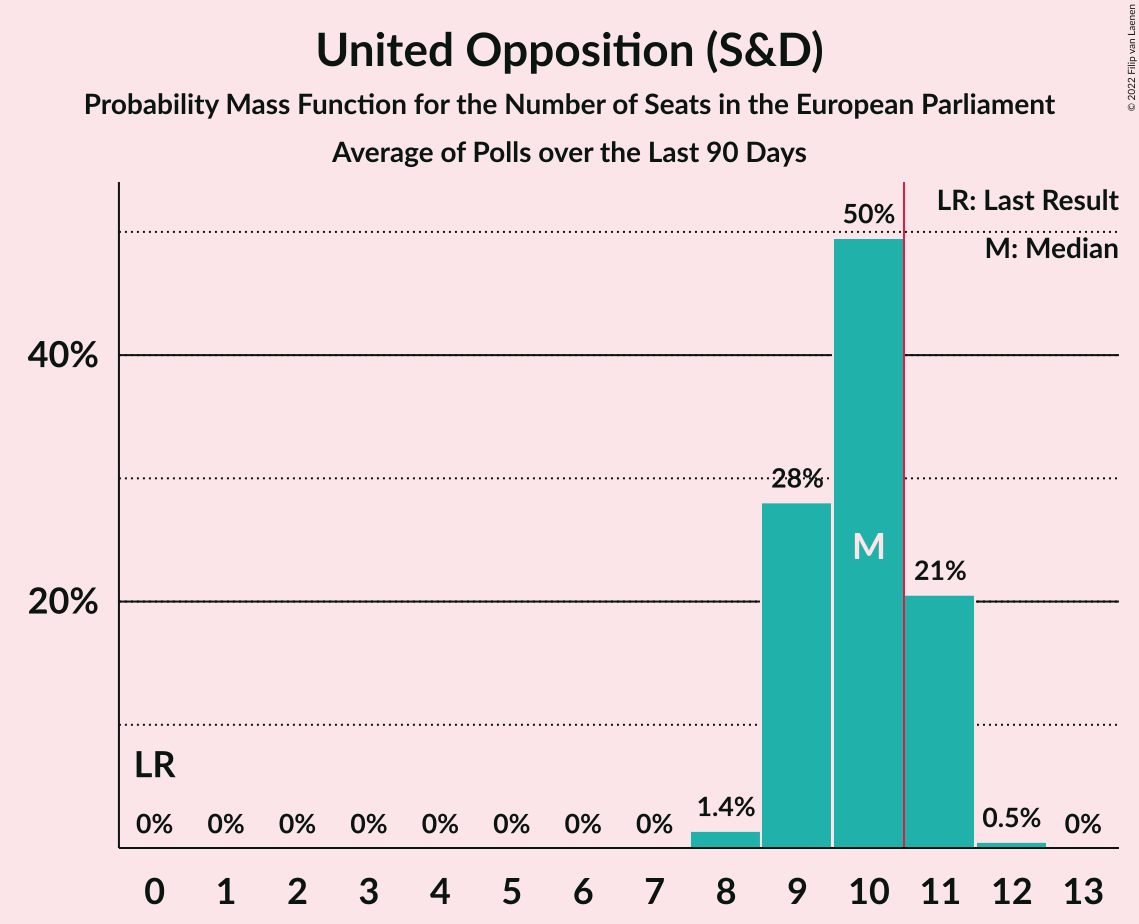 United Opposition (S&D)
Probability Mass Function for the Number of Seats in the European Parliament
Average of Polls over the Last 90 Days
© 2022 Filip van Laenen
LR: Last Result
M: Median
50%
40%
28%
M
21%
20%
LR
0% 0% 0% 0% 0% 0% 0% 0% 1.4% 0.5% 0%
0 1 2 3 4 5 6 7 8 9 10 11 12 13